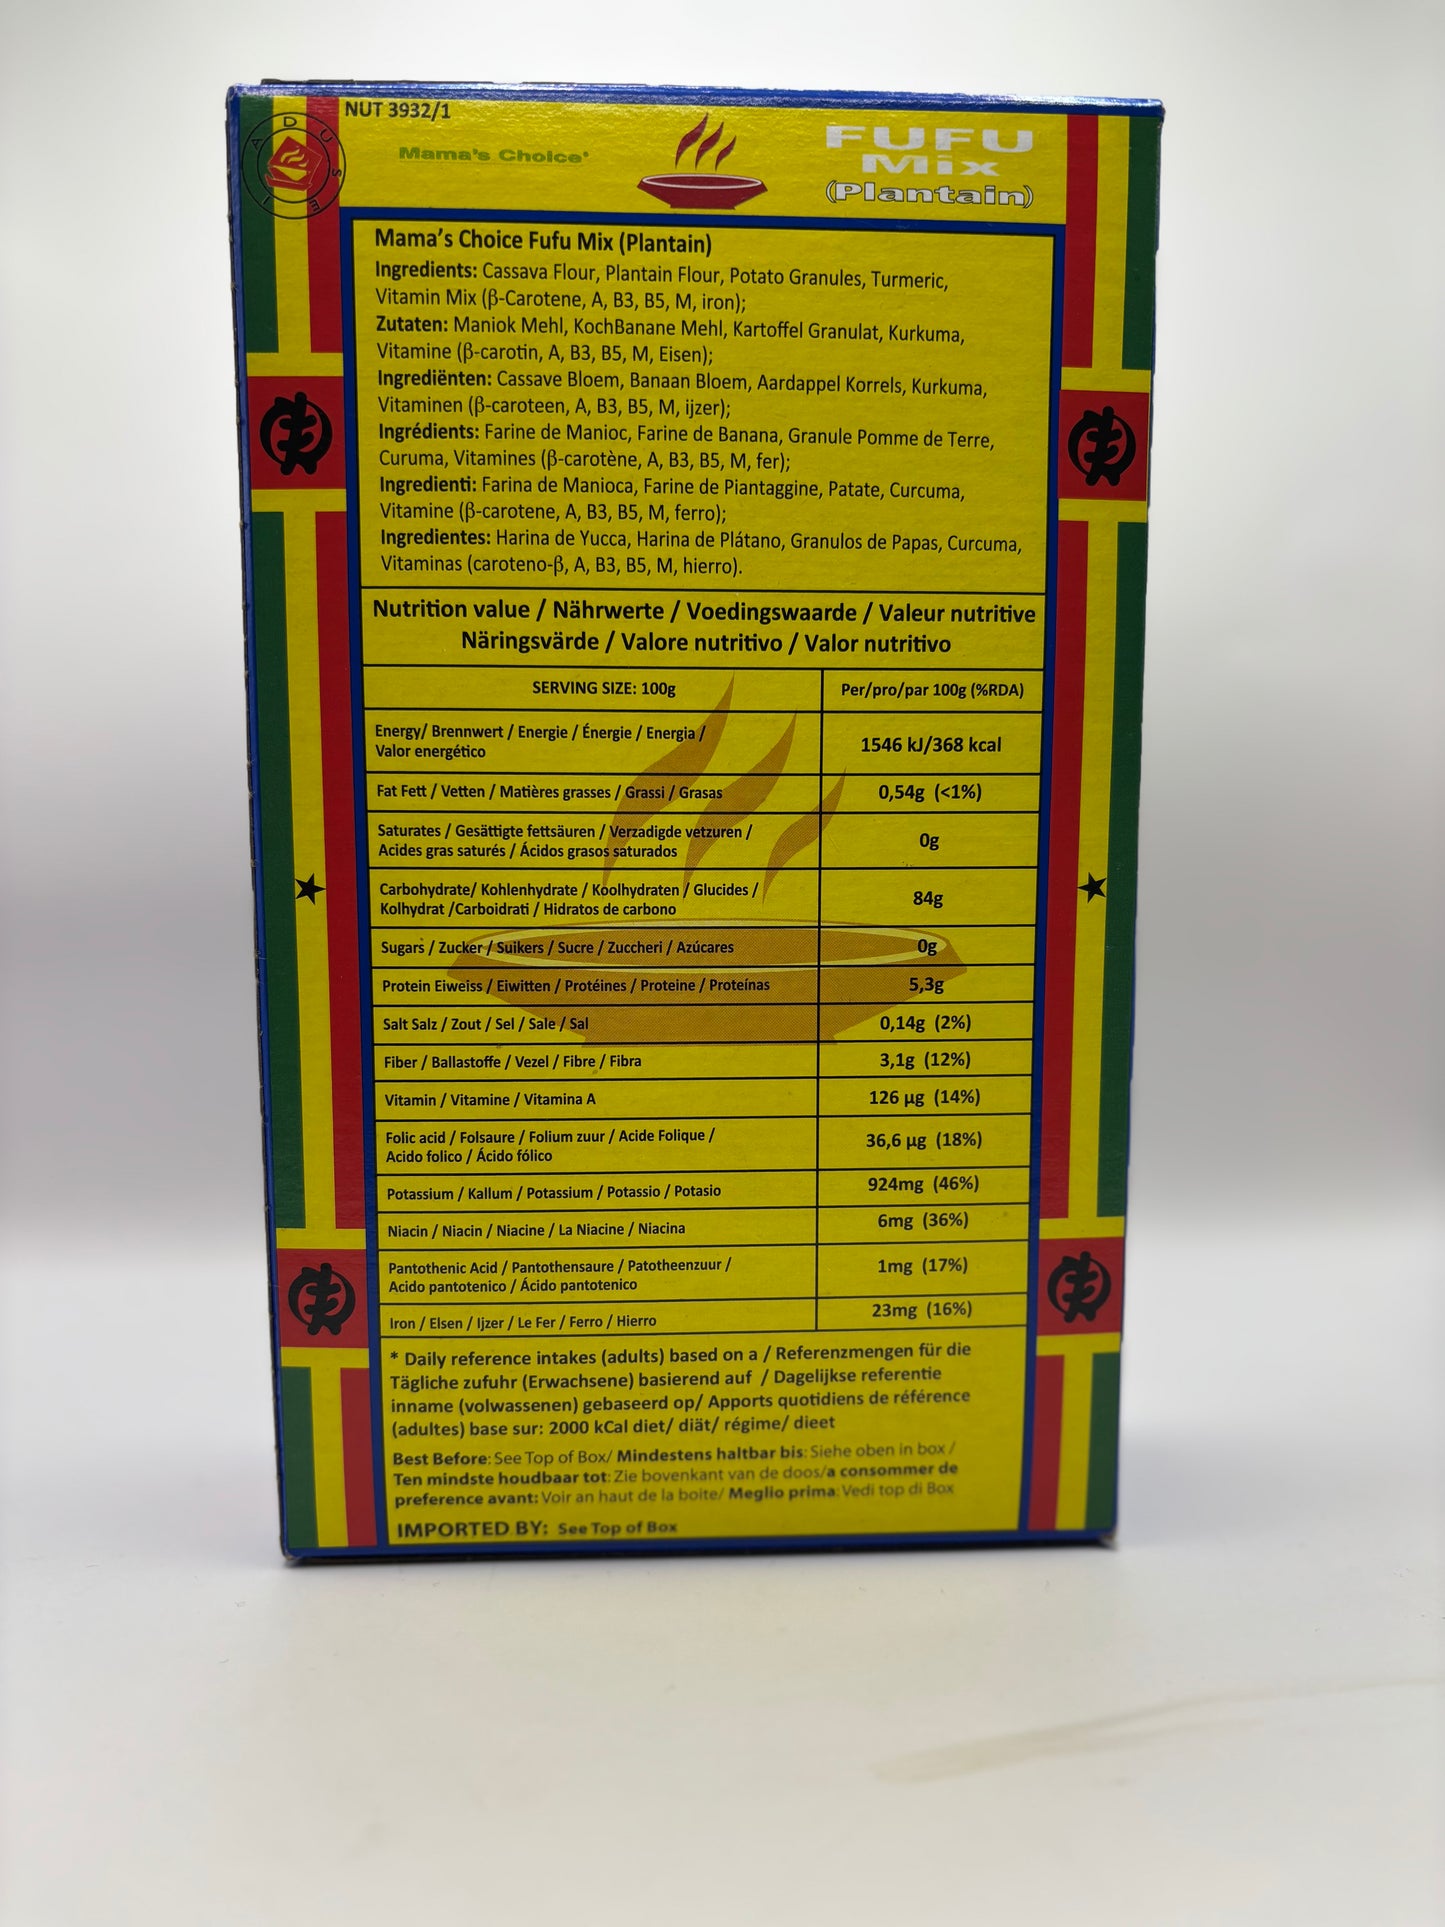 NUT 3932/1
ADUSEI
Mama's Choice
FUFU
Mix
(Plantain)
Mama's Choice Fufu Mix (Plantain)
Ingredients: Cassava Flour, Plantain Flour, Potato Granules, Turmeric,
Vitamin Mix (β-Carotene, A, B3, B5, M, iron);
Zutaten: Maniok Mehl, KochBanane Mehl, Kartoffel Granulat, Kurkuma,
Vitamine (β-carotin, A, B3, B5, M, Eisen);
Ingrediënten: Cassave Bloem, Banaan Bloem, Aardappel Korrels, Kurkuma,
Vitaminen (β-caroteen, A, B3, B5, M, ijzer);
Ingrédients: Farine de Manioc, Farine de Banana, Granule Pomme de Terre,
Curuma, Vitamines (β-carotène, A, B3, B5, M, fer);
Ingredienti: Farina de Manioca, Farine de Piantaggine, Patate, Curcuma,
Vitamine (β-carotene, A, B3, B5, M, ferro);
Ingredientes: Harina de Yucca, Harina de Plátano, Granulos de Papas, Curcuma,
Vitaminas (caroteno-β, A, B3, B5, M, hierro).
Nutrition value / Nährwerte / Voedingswaarde / Valeur nutritive
Näringsvärde / Valore nutritivo / Valor nutritivo
SERVING SIZE: 100g Per/pro/par 100g (%RDA)
Energy/ Brennwert / Energie / Énergie / Energia /
Valor energético 1546 kJ/368 kcal
Fat Fett / Vetten / Matières grasses / Grassi / Grasas 0,54g (<1%)
Saturates / Gesättigte fettsäuren / Verzadigde vetzuren /
Acides gras saturés / Ácidos grasos saturados 0g
Carbohydrate/ Kohlenhydrate / Koolhydraten / Glucides /
Kolhydrat /Carboidrati / Hidratos de carbono 84g
Sugars / Zucker / Suikers / Sucre / Zuccheri / Azúcares 0g
Protein Eiweiss / Eiwitten / Protéines / Proteine / Proteínas 5,3g
Salt Salz / Zout / Sel / Sale / Sal 0,14g (2%)
Fiber / Ballastoffe / Vezel / Fibre / Fibra 3,1g (12%)
Vitamin / Vitamine / Vitamina A 126 µg (14%)
Folic acid / Folsaure / Folium zuur / Acide Folique /
Acido folico / Ácido fólico 36,6 µg (18%)
Potassium / Kallum / Potassium / Potassio / Potasio 924mg (46%)
Niacin / Niacin / Niacine / La Niacine / Niacina 6mg (36%)
Pantothenic Acid / Pantothensaure / Patotheenzuur /
Acido pantotenico / Ácido pantotenico 1mg (17%)
Iron / Elsen / Ijzer / Le Fer / Ferro / Hierro 23mg (16%)
* Daily reference intakes (adults) based on a / Referenzmengen für die
Tägliche zufuhr (Erwachsene) basierend auf / Dagelijkse referentie
inname (volwassenen) gebaseerd op/ Apports quotidiens de référence
(adultes) base sur: 2000 kCal diet/ diät/ régime/ dieet
Best Before: See Top of Box/ Mindestens haltbar bis: Siehe oben in box /
Ten mindste houdbaar tot: Zie bovenkant van de doos/a consommer de
preference avant: Voir an haut de la boite/ Meglio prima: Vedi top di Box
IMPORTED BY: See Top of Box